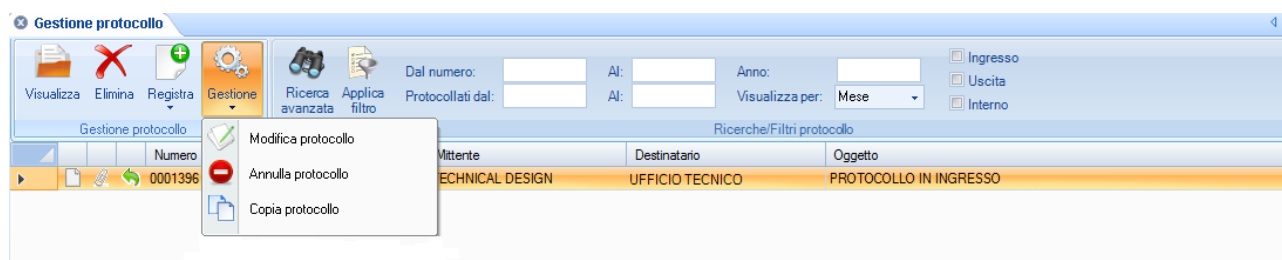 Gestione protocollo
Visualizza Elimina Registra Gestione
Ricerca avanzata
Applica filtro
Dal numero: Al: Anno:
Protocollati dal: Al: Visualizza per: Mese
Ingresso
Uscita
Interno
Gestione protocollo Ricerche/Filtri protocollo
Modifica protocollo
Annulla protocollo
Copia protocollo
Numero Mittente Destinatario Oggetto
0001396 TECHNICAL DESIGN UFFICIO TECNICO PROTOCOLLO IN INGRESSO